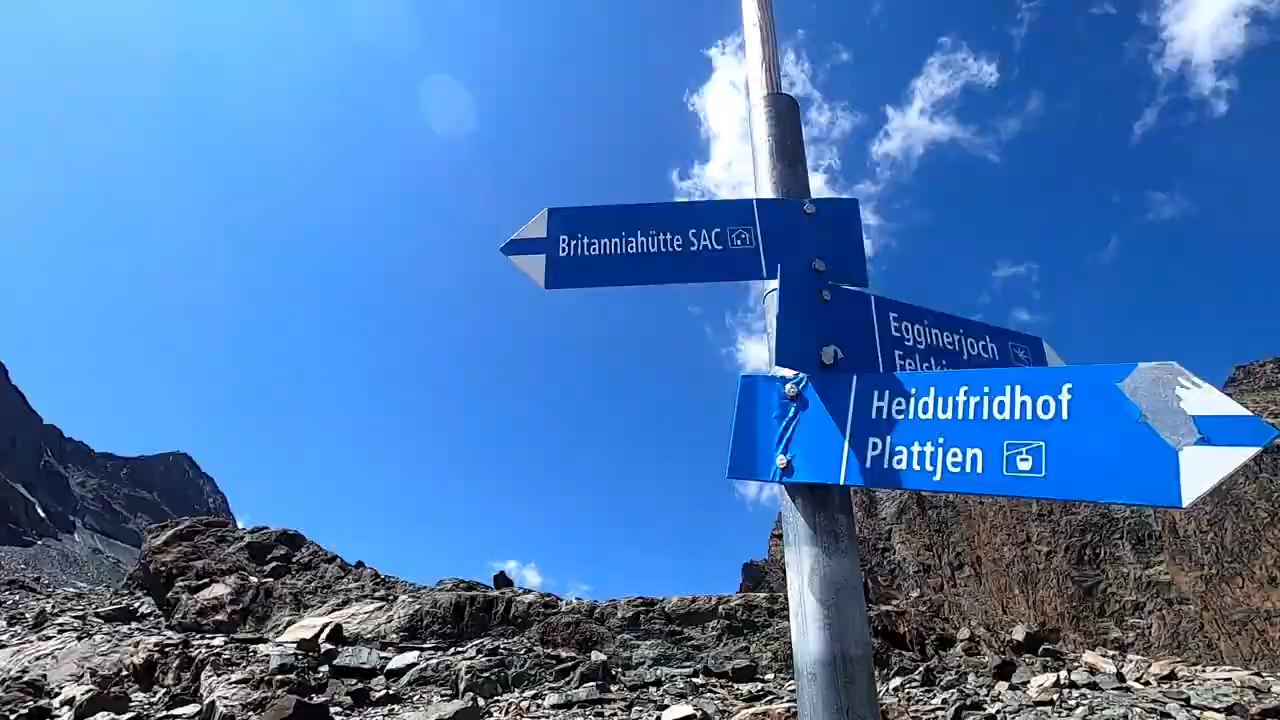 Britanniahütte SAC
Egginerjoch
Heidufridhof
Plattjen